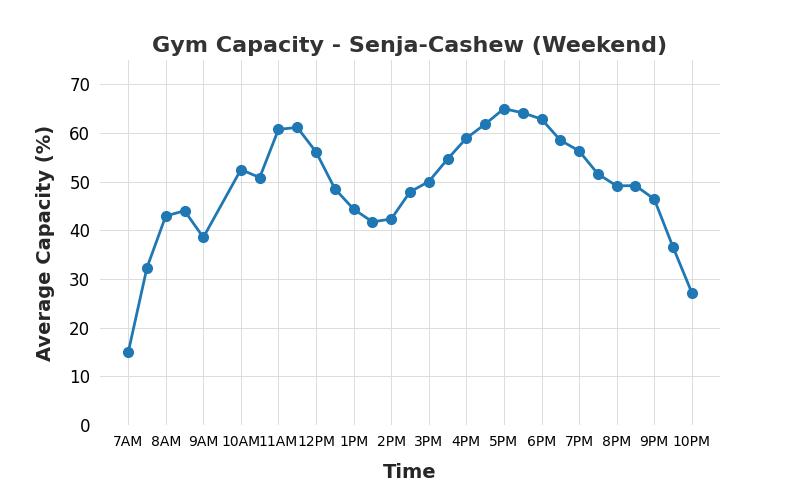 Gym Capacity - Senja-Cashew (Weekend)
Average Capacity (%)
70
60
50
40
30
20
10
0
7AM 8AM 9AM 10AM 11AM 12PM 1PM 2PM 3PM 4PM 5PM 6PM 7PM 8PM 9PM 10PM
Time